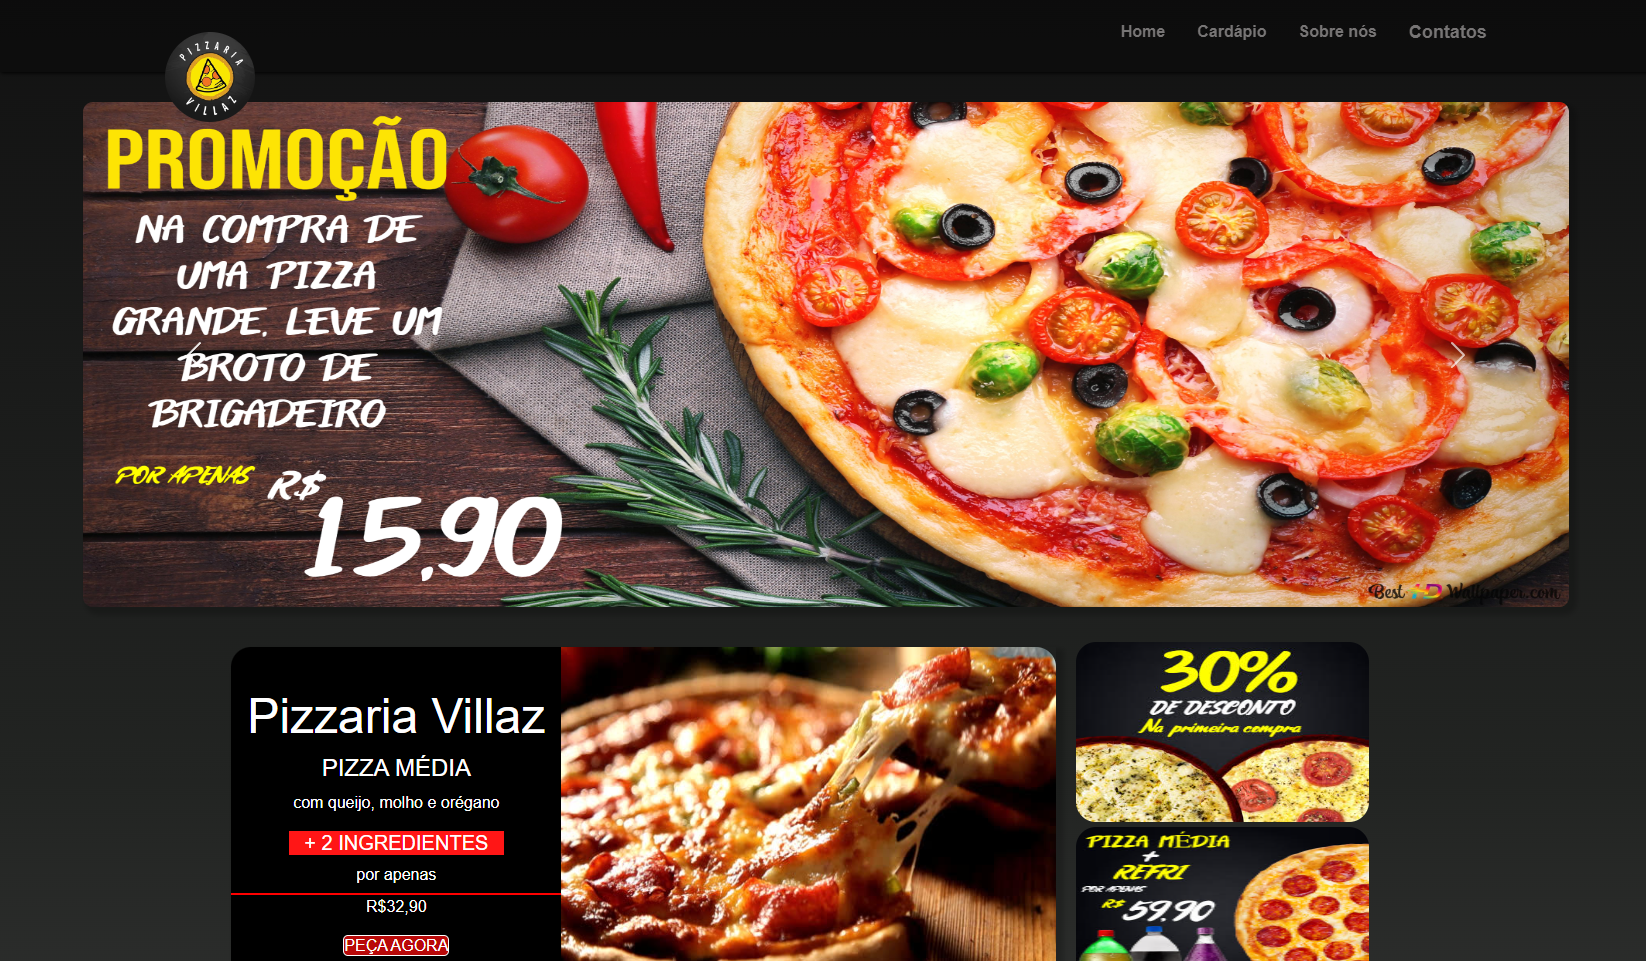 Home Cardápio Sobre nós Contatos
PIZZARIA
VILLAZ
PROMOÇÃO
NA COMPRA DE
UMA PIZZA
GRANDE, LEVE UM
BROTO DE
BRIGADEIRO
POR APENAS R$
15,90
Best HD Wallpaper.com
Pizzaria Villaz
PIZZA MÉDIA
com queijo, molho e orégano
+ 2 INGREDIENTES
por apenas
R$32,90
PEÇA AGORA
30%
DE DESCONTO
Na primeira compra
PIZZA MÉDIA
+
REFRI
POR APENAS
R$ 59,90